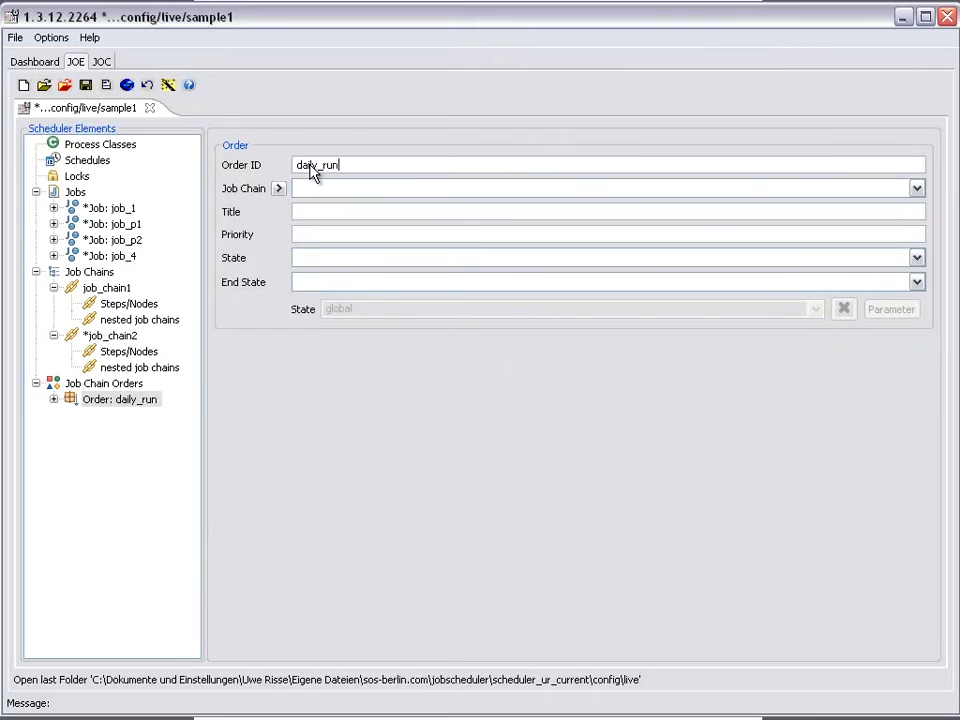 1.3.12.2264 *...config/live/sample1
File Options Help
Dashboard JOE JOC
*...config/live/sample1
Scheduler Elements
Process Classes
Schedules
Locks
Jobs
*Job: job_1
*Job: job_p1
*Job: job_p2
*Job: job_4
Job Chains
job_chain1
Steps/Nodes
nested job chains
*job_chain2
Steps/Nodes
nested job chains
Job Chain Orders
Order: daily_run
Order
Order ID daily_run
Job Chain
Title
Priority
State
End State
State global Parameter
Open last Folder 'C:\Dokumente und Einstellungen\Uwe Risse\Eigene Dateien\sos-berlin.com\jobscheduler\scheduler_ur_current\config\live'
Message: